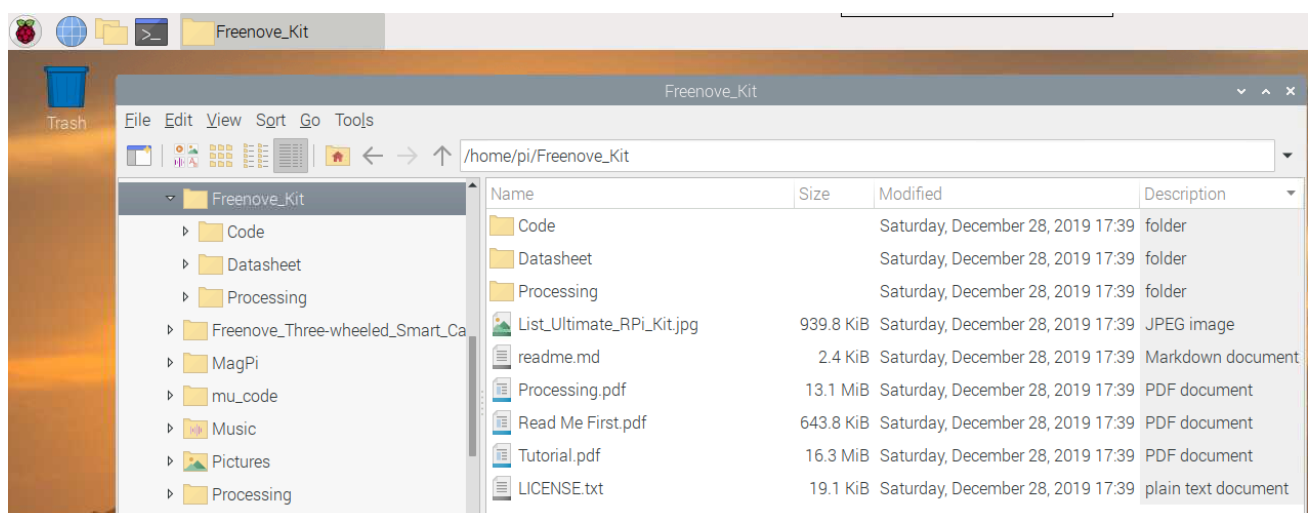 Freenove_Kit
Trash
Freenove_Kit
File Edit View Sort Go Tools
/home/pi/Freenove_Kit
Freenove_Kit
Code
Datasheet
Processing
Freenove_Three-wheeled_Smart_Ca
MagPi
mu_code
Music
Pictures
Processing
Name Size Modified Description
Code Saturday, December 28, 2019 17:39 folder
Datasheet Saturday, December 28, 2019 17:39 folder
Processing Saturday, December 28, 2019 17:39 folder
List_Ultimate_RPi_Kit.jpg 939.8 KiB Saturday, December 28, 2019 17:39 JPEG image
readme.md 2.4 KiB Saturday, December 28, 2019 17:39 Markdown document
Processing.pdf 13.1 MiB Saturday, December 28, 2019 17:39 PDF document
Read Me First.pdf 643.8 KiB Saturday, December 28, 2019 17:39 PDF document
Tutorial.pdf 16.3 MiB Saturday, December 28, 2019 17:39 PDF document
LICENSE.txt 19.1 KiB Saturday, December 28, 2019 17:39 plain text document